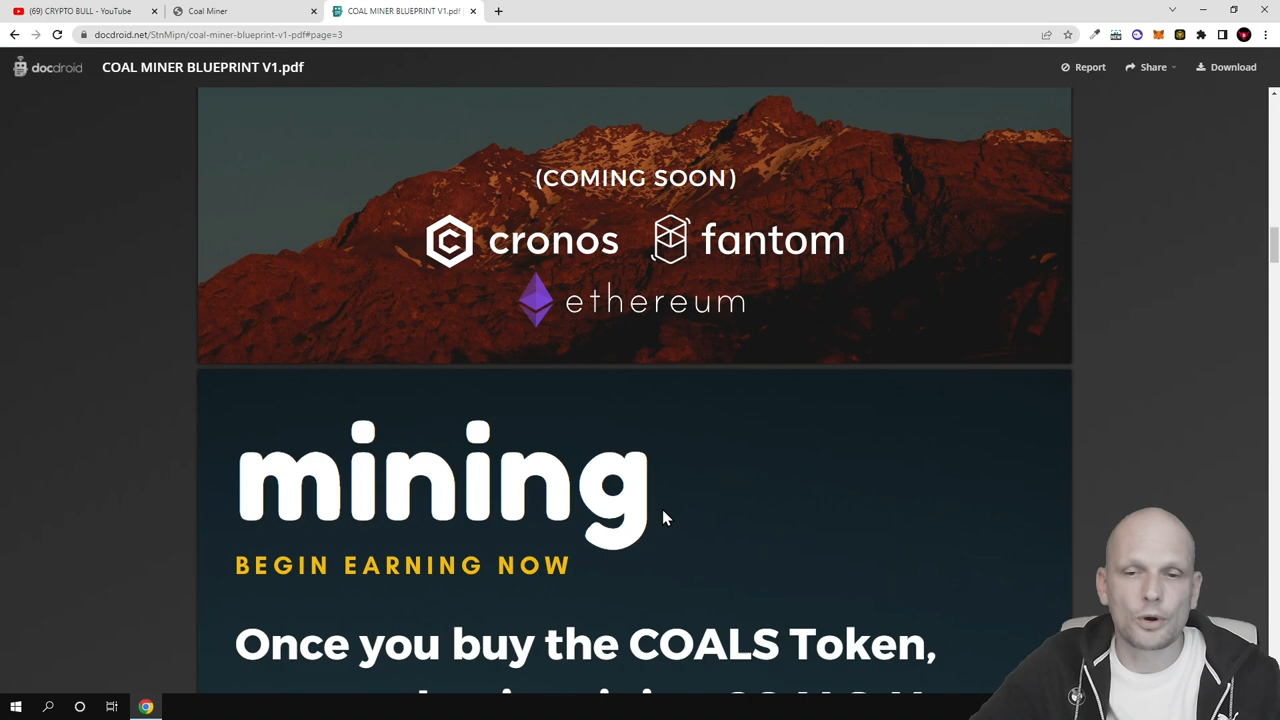 (69) CRYPTO BULL - YouTube
Coal Miner
COAL MINER BLUEPRINT V1.pdf
docdroid.net/StnMipn/coal-miner-blueprint-v1-pdf#page=3
docdroid
COAL MINER BLUEPRINT V1.pdf
Report
Share
Download
(COMING SOON)
cronos
fantom
ethereum
mining
BEGIN EARNING NOW
Once you buy the COALS Token,